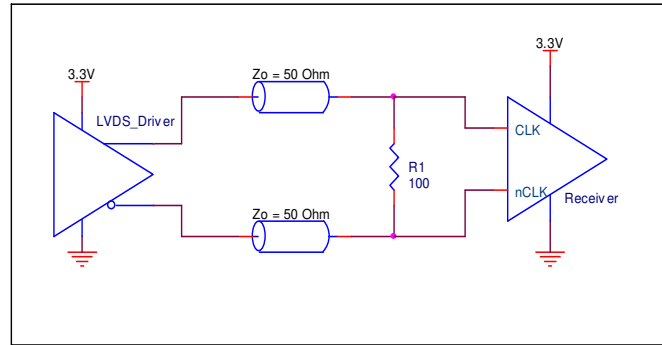 3.3V
LVDS_Driver
Zo = 50 Ohm
3.3V
CLK
R1
100
nCLK
Receiver
Zo = 50 Ohm